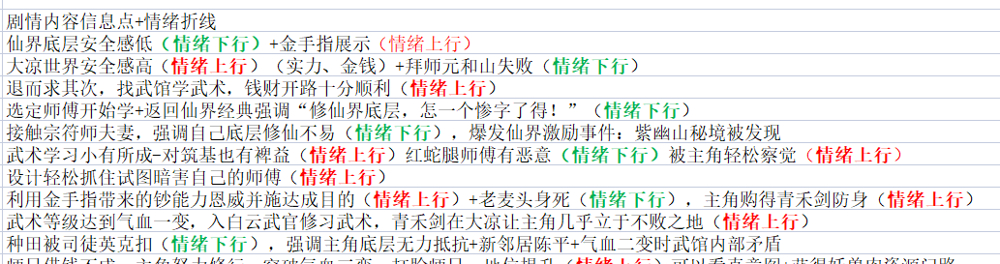 剧情内容信息点+情绪折线
仙界底层安全感低（情绪下行）+金手指展示（情绪上行）
大凉世界安全感高（情绪上行）（实力、金钱）+拜师元和山失败（情绪下行）
退而求其次，找武馆学武术，钱财开路十分顺利（情绪上行）
选定师傅开始学+返回仙界经典强调“修仙界底层，怎一个惨字了得！”（情绪下行）
接触宗符师夫妻，强调自己底层修仙不易（情绪下行），爆发仙界激励事件：紫幽山秘境被发现
武术学习小有所成-对筑基也有裨益（情绪上行）红蛇腿师傅有恶意（情绪下行）被主角轻松察觉（情绪上行）
设计轻松抓住试图暗害自己的师傅（情绪上行）
利用金手指带来的钞能力恩威并施达成目的（情绪上行）+老麦头身死（情绪下行），主角购得青禾剑防身（情绪上行）
武术等级达到气血一变，入白云武官修习武术，青禾剑在大凉让主角几乎立于不败之地（情绪上行）
种田被司徒英克扣（情绪下行），强调主角底层无力抵抗+新邻居陈平+气血二变时武馆内部矛盾